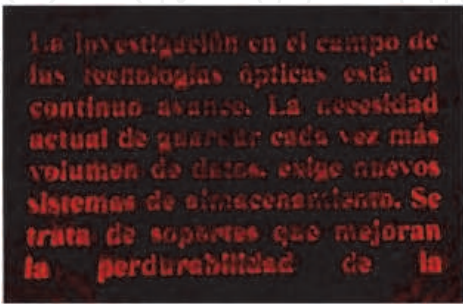 La investigación en el campo de
las tecnologías ópticas está en
continuo avance. La necesidad
actual de guardar cada vez más
volumen de datos, exige nuevos
sistemas de almacenamiento. Se
trata de soportes que mejoran
la perdurabilidad de la